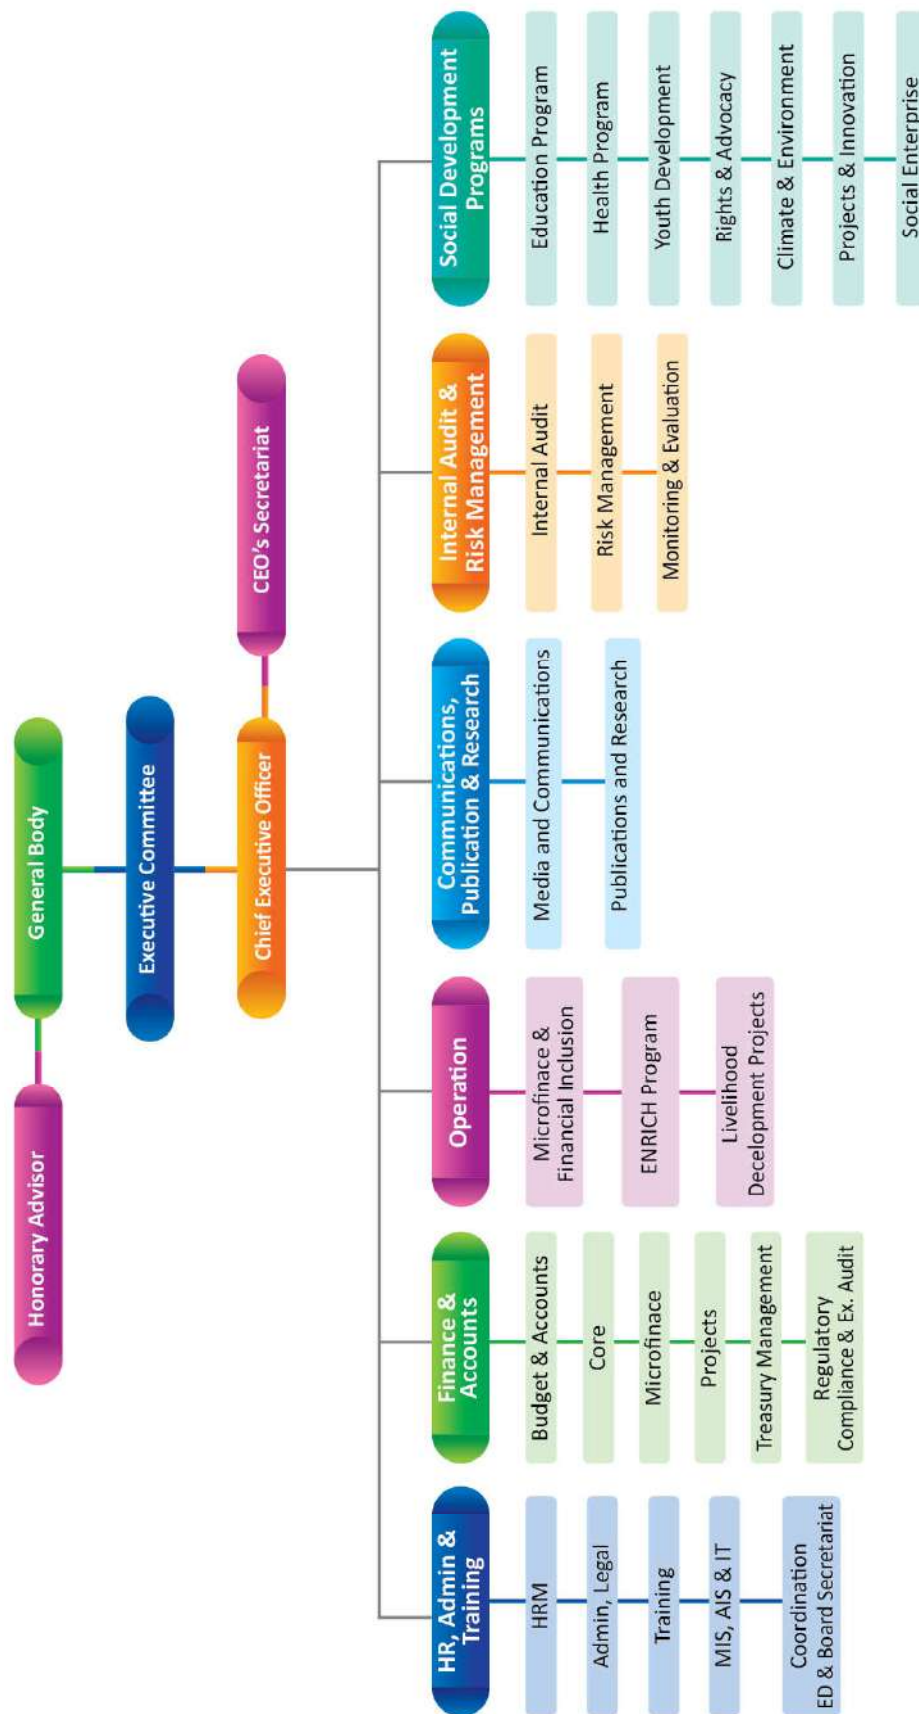 Honorary Advisor
General Body
Executive Committee
Chief Executive Officer
CEO's Secretariat
HR, Admin &
Training
HRM
Admin, Legal
Training
MIS, AIS & IT
Coordination
ED & Board Secretariat
Finance &
Accounts
Budget & Accounts
Core
Microfinace
Projects
Treasury Management
Regulatory
Compliance & Ex. Audit
Operation
Microfinace &
Financial Inclusion
ENRICH Program
Livelihood
Decelopment Projects
Communications,
Publication & Research
Media and Communications
Publications and Research
Internal Audit &
Risk Management
Internal Audit
Risk Management
Monitoring & Evaluation
Social Development
Programs
Education Program
Health Program
Youth Development
Rights & Advocacy
Climate & Environment
Projects & Innovation
Social Enterprise